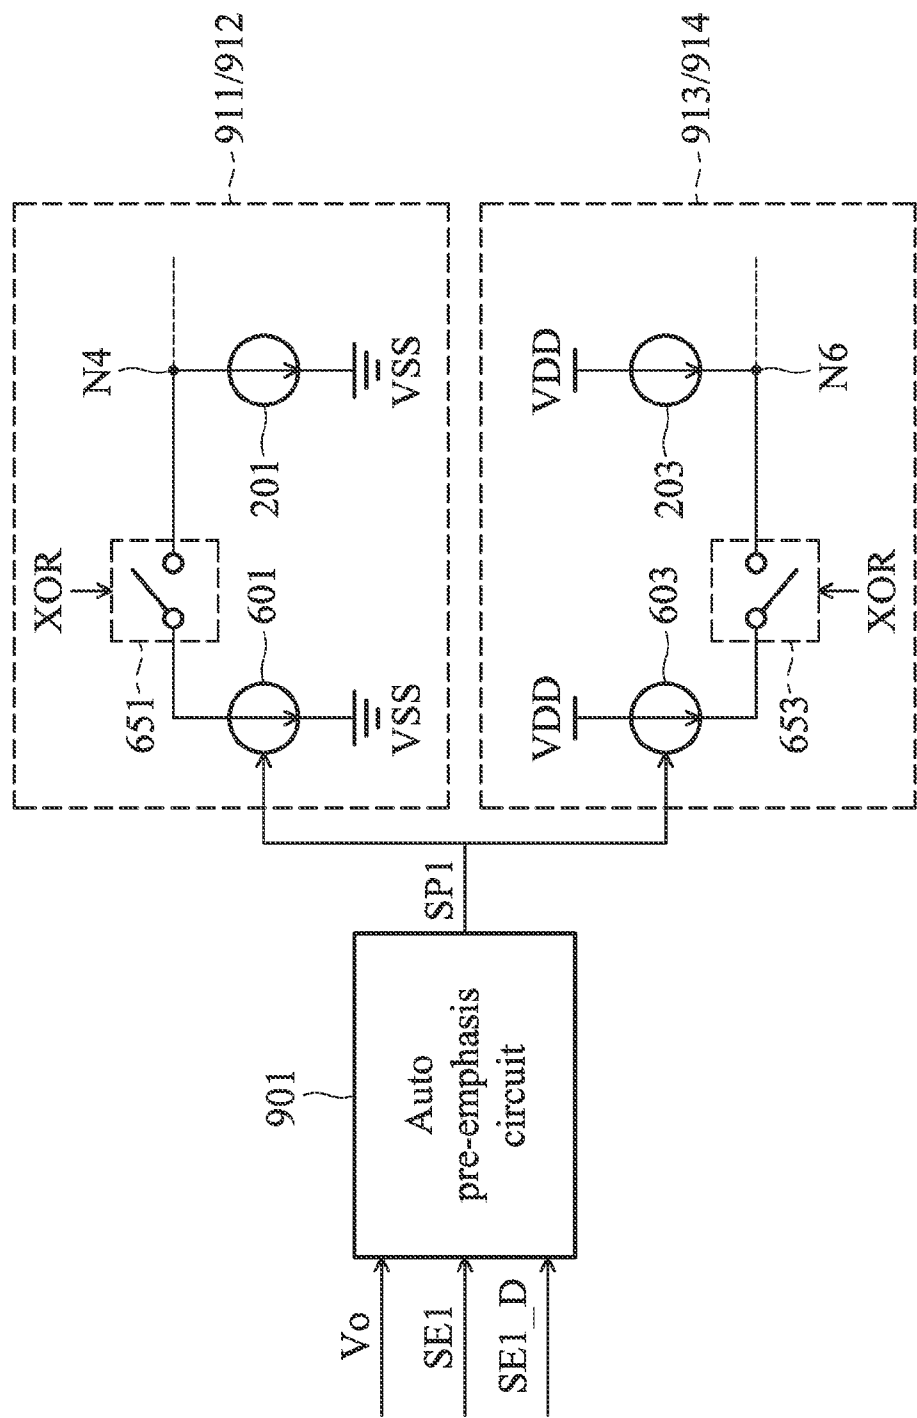 Vo
SE1
SE1_D
901
Auto
pre-emphasis
circuit
SP1
911/912
XOR
651
N4
601
VSS
201
VSS
913/914
VDD
603
VDD
203
653
XOR
N6